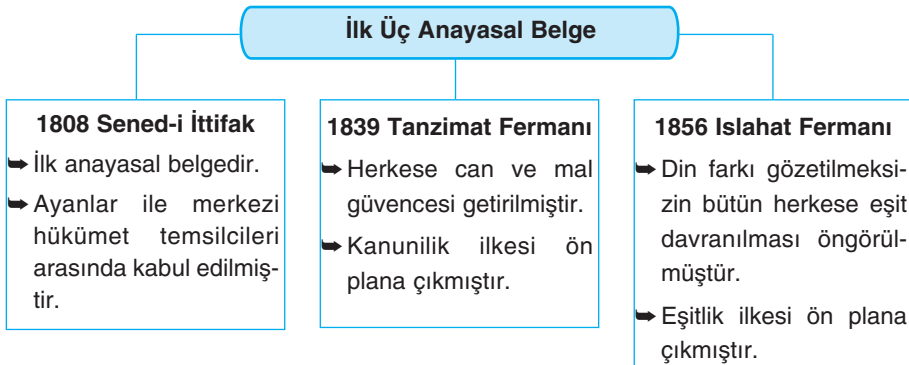 İlk Üç Anayasal Belge
1808 Sened-i İttifak
➥ İlk anayasal belgedir.
➥ Ayanlar ile merkezi
hükümet temsilcileri
arasında kabul edilmiş-
tir.
1839 Tanzimat Fermanı
➥ Herkese can ve mal
güvencesi getirilmiştir.
➥ Kanunilik ilkesi ön
plana çıkmıştır.
1856 Islahat Fermanı
➥ Din farkı gözetilmeksi-
zin bütün herkese eşit
davranılması öngörül-
müştür.
➥ Eşitlik ilkesi ön plana
çıkmıştır.